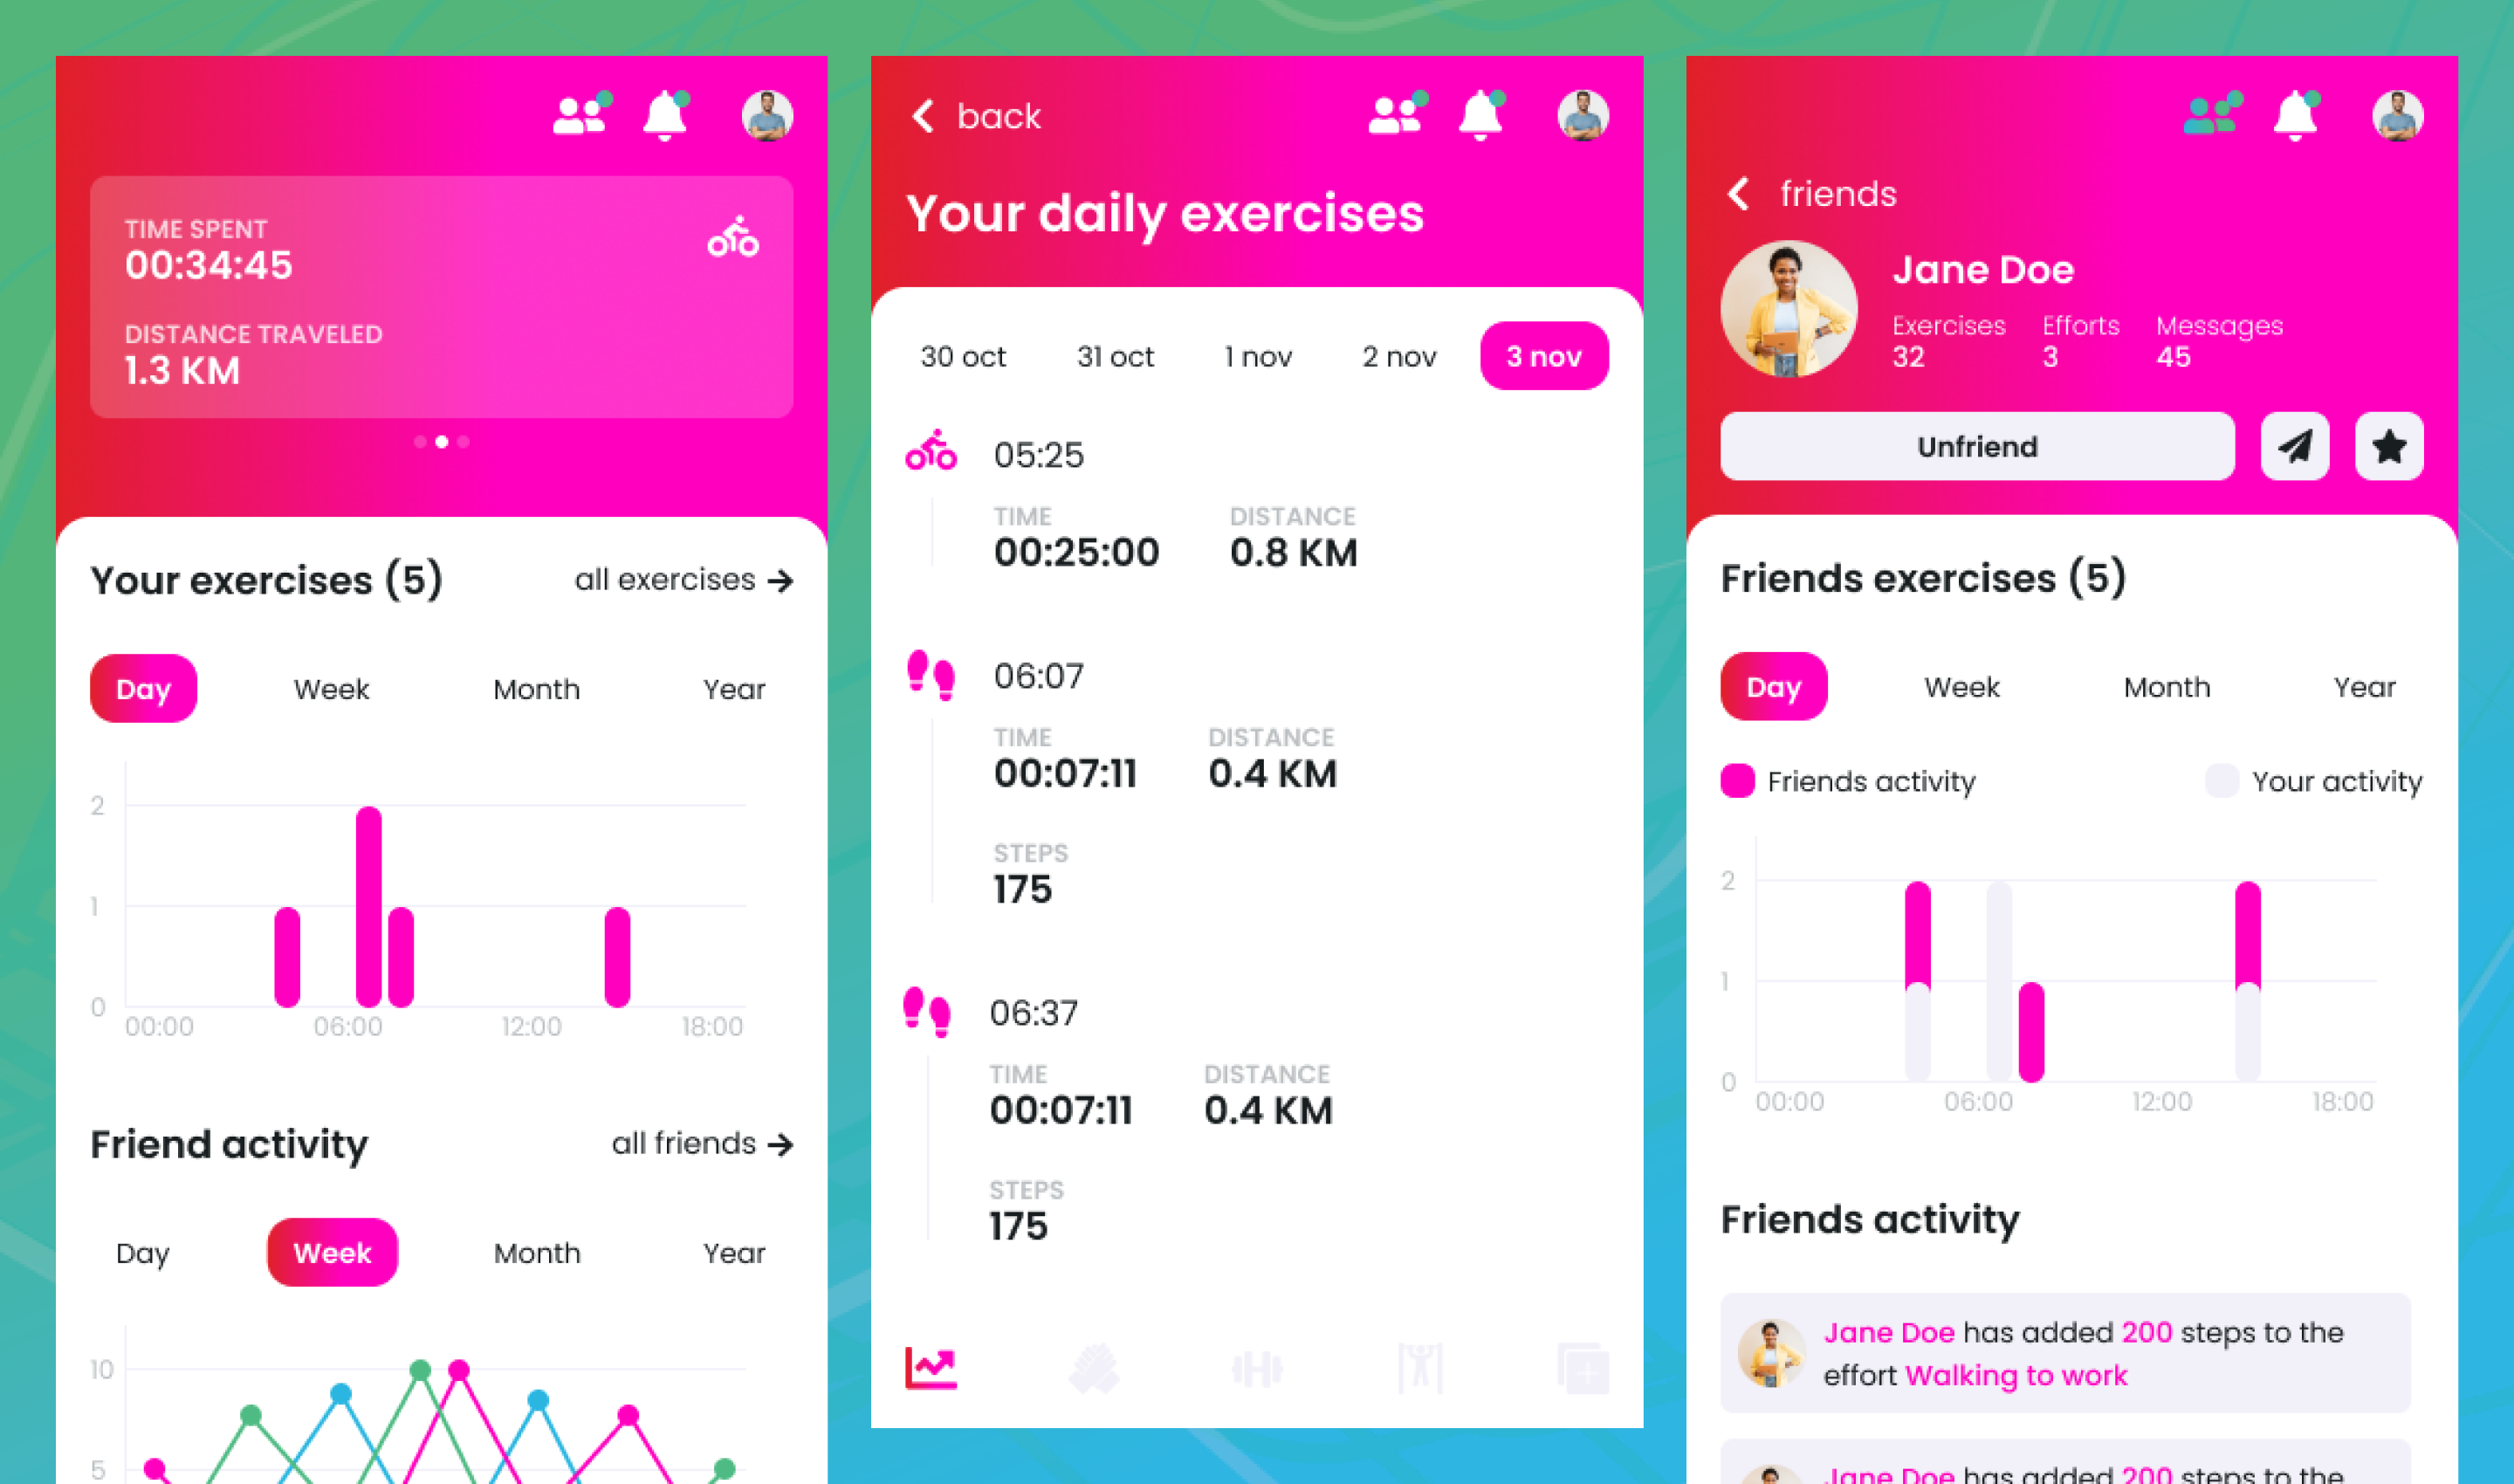 TIME SPENT
00:34:45
DISTANCE TRAVELED
1.3 KM
Your exercises (5)
all exercises →
Day Week Month Year
2
1
0
00:00 06:00 12:00 18:00
Friend activity
all friends →
Day Week Month Year
10
5
back
Your daily exercises
30 oct 31 oct 1 nov 2 nov 3 nov
05:25
TIME DISTANCE
00:25:00 0.8 KM
06:07
TIME DISTANCE
00:07:11 0.4 KM
STEPS
175
06:37
TIME DISTANCE
00:07:11 0.4 KM
STEPS
175
friends
Jane Doe
Exercises Efforts Messages
32 3 45
Unfriend
Friends exercises (5)
Day Week Month Year
Friends activity Your activity
2
1
0
00:00 06:00 12:00 18:00
Friends activity
Jane Doe has added 200 steps to the
effort Walking to work
Jane Doe has added 200 steps to the